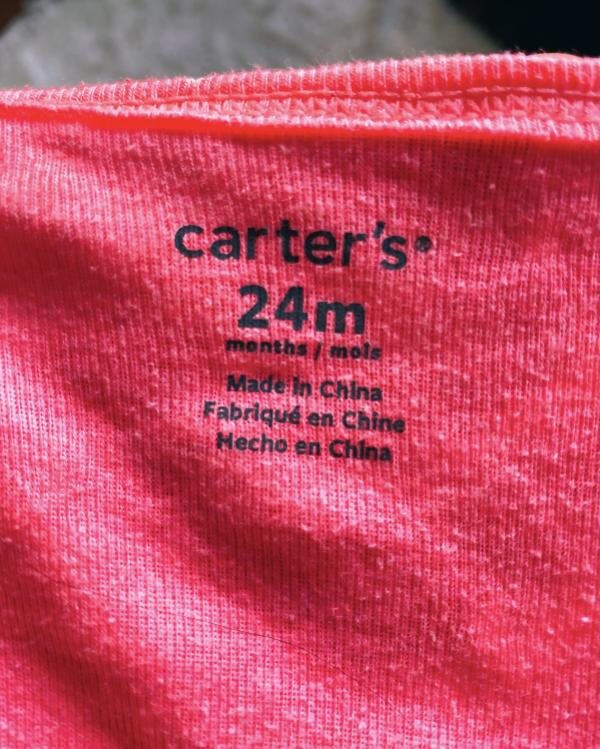 carter's®
24m
months / mois
Made in China
Fabriqué en Chine
Hecho en China